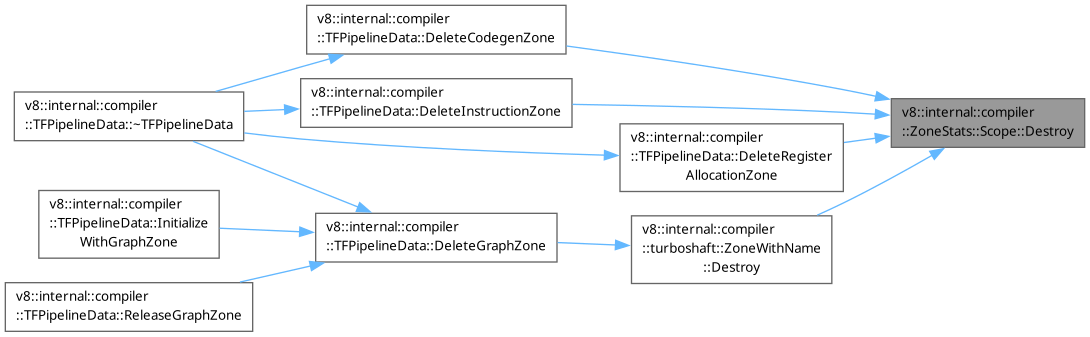 v8::internal::compiler
::TFPipelineData::DeleteCodegenZone
v8::internal::compiler
::TFPipelineData::~TFPipelineData
v8::internal::compiler
::TFPipelineData::DeleteInstructionZone
v8::internal::compiler
::ZoneStats::Scope::Destroy
v8::internal::compiler
::TFPipelineData::DeleteRegister
AllocationZone
v8::internal::compiler
::TFPipelineData::Initialize
WithGraphZone
v8::internal::compiler
::TFPipelineData::DeleteGraphZone
v8::internal::compiler
::turboshaft::ZoneWithName
::Destroy
v8::internal::compiler
::TFPipelineData::ReleaseGraphZone